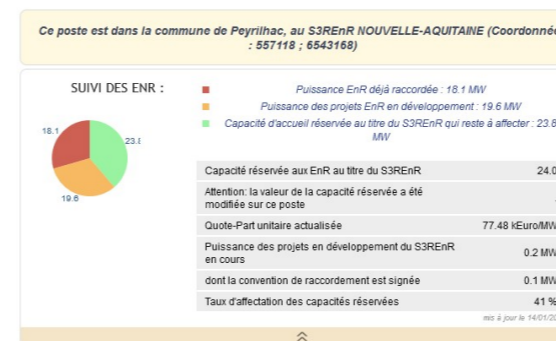 Ce poste est dans la commune de Peyrilhac, au S3REnR NOUVELLE-AQUITAINE (Coordonnée
: 557118 ; 6543168)
SUIVI DES ENR :
Puissance EnR déjà raccordée : 18.1 MW
Puissance des projets EnR en développement : 19.6 MW
Capacité d'accueil réservée au titre du S3REnR qui reste à affecter : 23.8
MW
18.1
23.8
19.6
Capacité réservée aux EnR au titre du S3REnR 24.0
Attention: la valeur de la capacité réservée a été
modifiée sur ce poste
Quote-Part unitaire actualisée 77.48 kEuro/MW
Puissance des projets en développement du S3REnR
en cours 0.2 MW
dont la convention de raccordement est signée 0.1 MW
Taux d'affectation des capacités réservées 41 %
mis à jour le 14/01/20